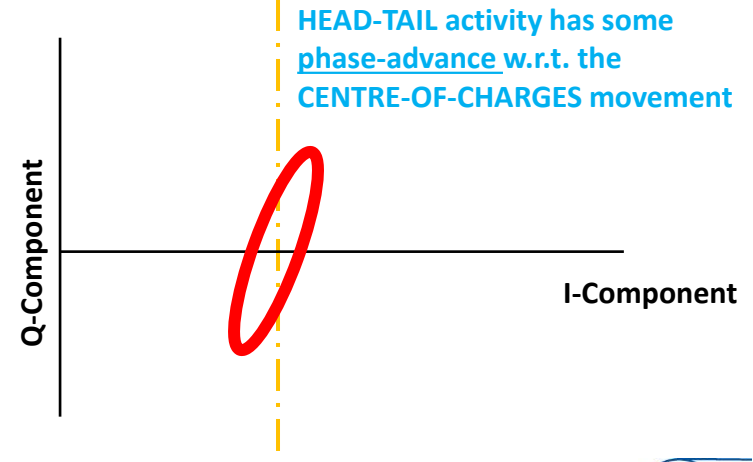 HEAD-TAIL activity has some
phase-advance w.r.t. the
CENTRE-OF-CHARGES movement
Q-Component
I-Component